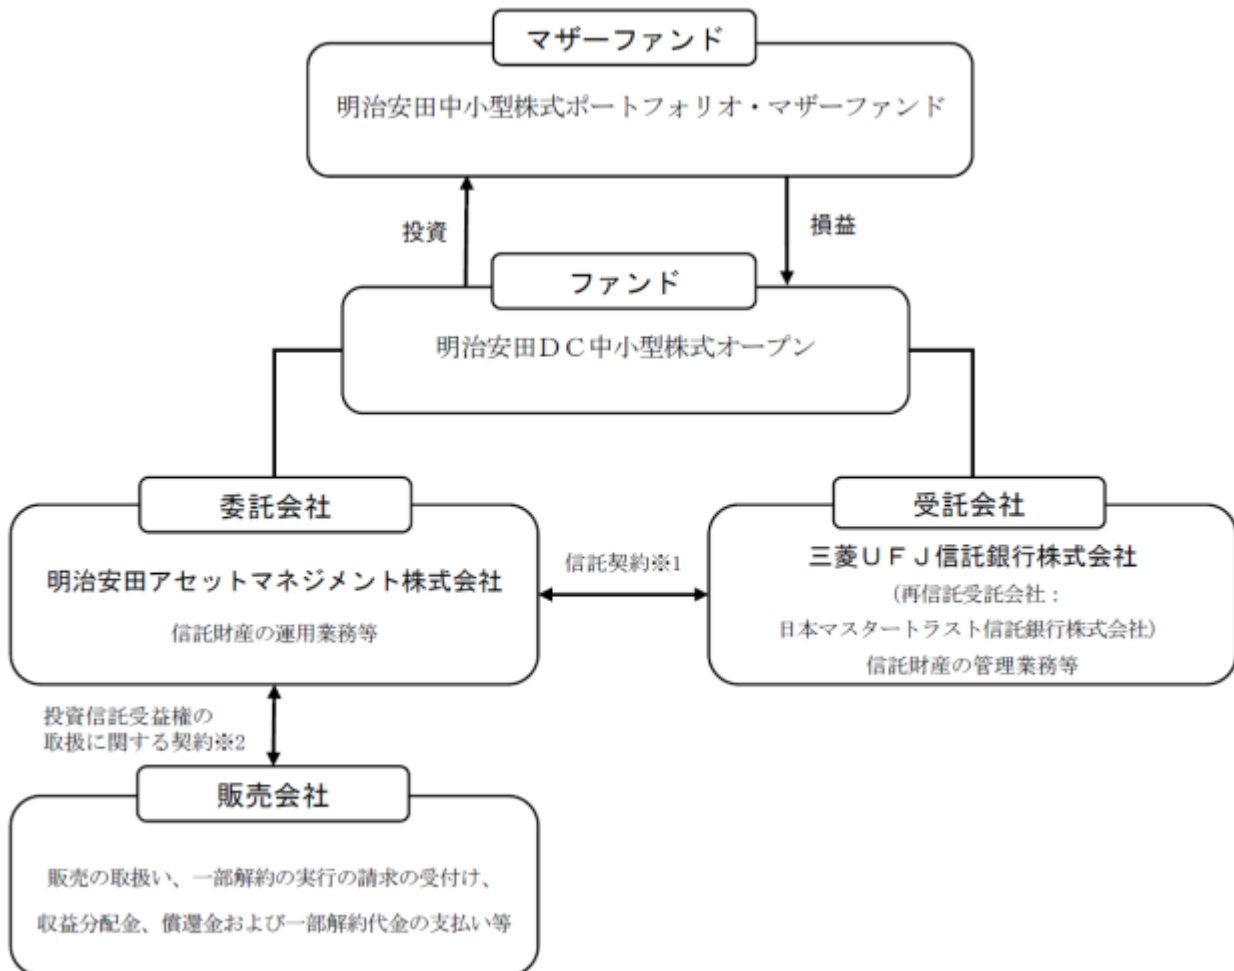 マザーファンド
明治安田中小型株式ポートフォリオ・マザーファンド
投資
損益
ファンド
明治安田ＤＣ中小型株式オープン
委託会社
明治安田アセットマネジメント株式会社
信託財産の運用業務等
信託契約※1
受託会社
三菱ＵＦＪ信託銀行株式会社
（再信託受託会社：
日本マスタートラスト信託銀行株式会社）
信託財産の管理業務等
投資信託受益権の
取扱に関する契約※2
販売会社
販売の取扱い、一部解約の実行の請求の受付け、
収益分配金、償還金および一部解約代金の支払い等